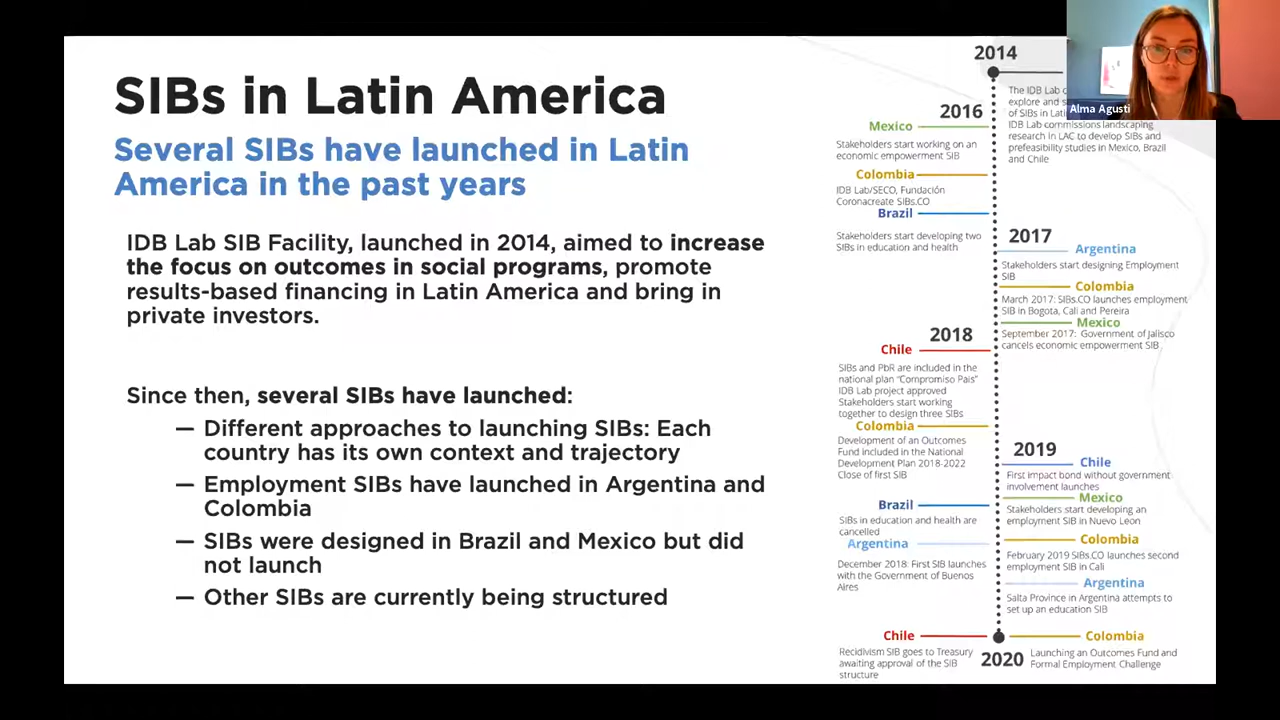 SIBs in Latin America
Several SIBs have launched in Latin
America in the past years
IDB Lab SIB Facility, launched in 2014, aimed to increase
the focus on outcomes in social programs, promote
results-based financing in Latin America and bring in
private investors.
Since then, several SIBs have launched:
— Different approaches to launching SIBs: Each
country has its own context and trajectory
— Employment SIBs have launched in Argentina and
Colombia
— SIBs were designed in Brazil and Mexico but did
not launch
— Other SIBs are currently being structured
2014
The IDB Lab
explore and
of SIBs in Lati
IDB Lab commissions landscaping
research in LAC to develop SIBs and
prefeasibility studies in Mexico, Brazil
and Chile
Alma Agusti
2016
Mexico
Stakeholders start working on an
economic empowerment SIB
Colombia
IDB Lab/SECO, Fundación
Coronacreate SIBs.CO
Brazil
Stakeholders start developing two
SIBs in education and health
2017
Argentina
Stakeholders start designing Employment
SIB
Colombia
March 2017: SIBs.CO launches employment
SIB in Bogota, Cali and Pereira
Mexico
September 2017: Government of Jalisco
cancels economic empowerment SIB
2018
Chile
SIBs and PbR are included in the
national plan "Compromiso Pais"
IDB Lab project approved
Stakeholders start working
together to design three SIBs
Colombia
Development of an Outcomes
Fund included in the National
Development Plan 2018-2022
Close of first SIB
Brazil
SIBs in education and health are
cancelled
Argentina
December 2018: First SIB launches
with the Government of Buenos
Aires
2019
Chile
First impact bond without government
involvement launches
Mexico
Stakeholders start developing an
employment SIB in Nuevo Leon
Colombia
February 2019 SIBs.CO launches second
employment SIB in Cali
Argentina
Salta Province in Argentina attempts to
set up an education SIB
Chile
Recidivism SIB goes to Treasury
awaiting approval of the SIB
structure
2020
Colombia
Launching an Outcomes Fund and
Formal Employment Challenge